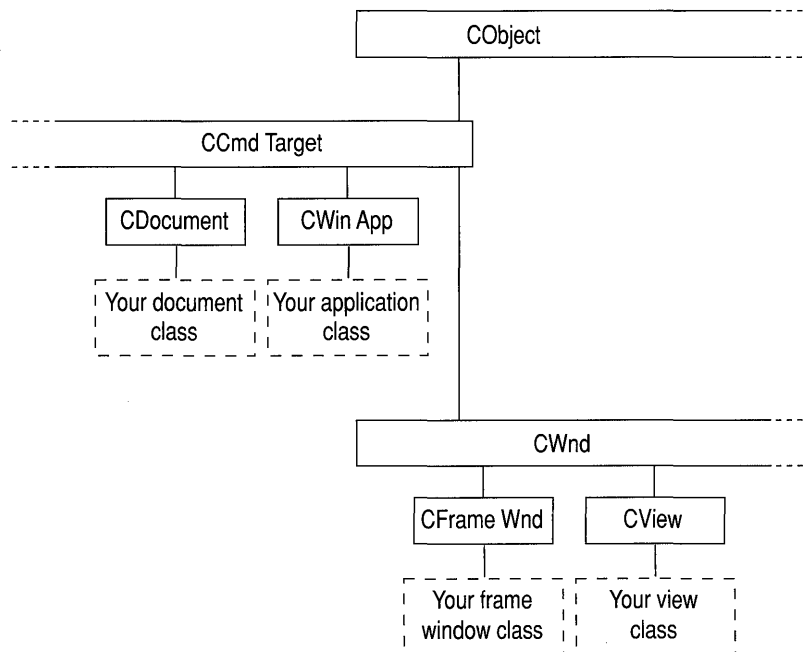 CObject
CCmd Target
CDocument
CWin App
Your document
class
Your application
class
CWnd
CFrame Wnd
CView
Your frame
window class
Your view
class